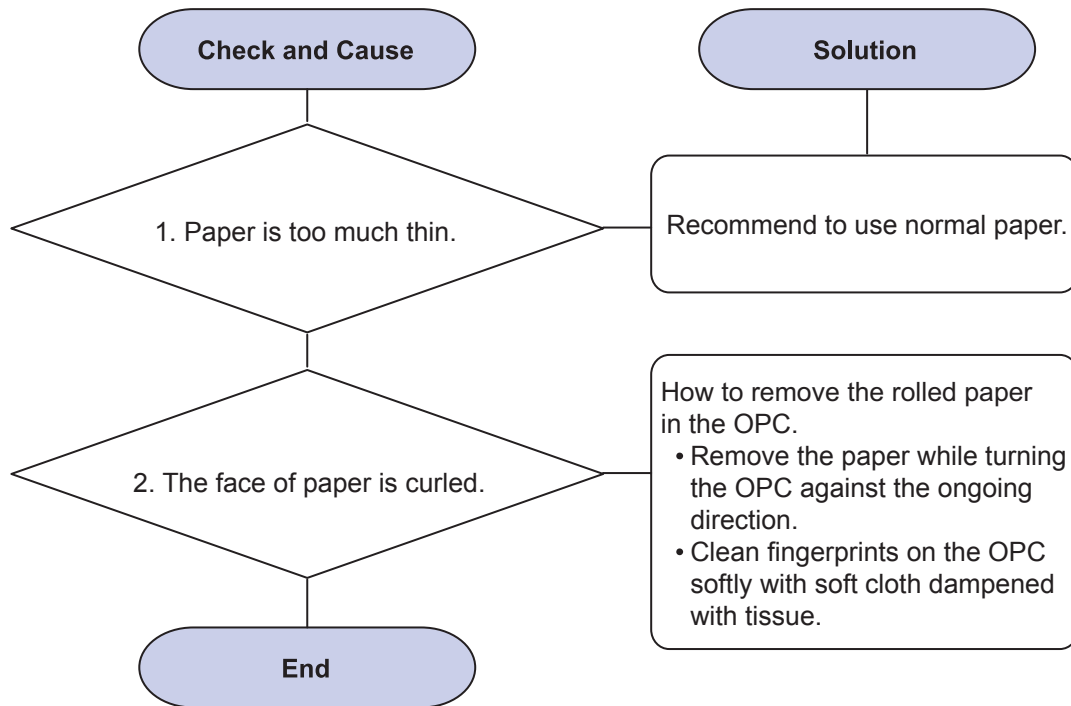 Check and Cause
Solution
1. Paper is too much thin.
Recommend to use normal paper.
2. The face of paper is curled.
How to remove the rolled paper
in the OPC.
• Remove the paper while turning
the OPC against the ongoing
direction.
• Clean fingerprints on the OPC
softly with soft cloth dampened
with tissue.
End